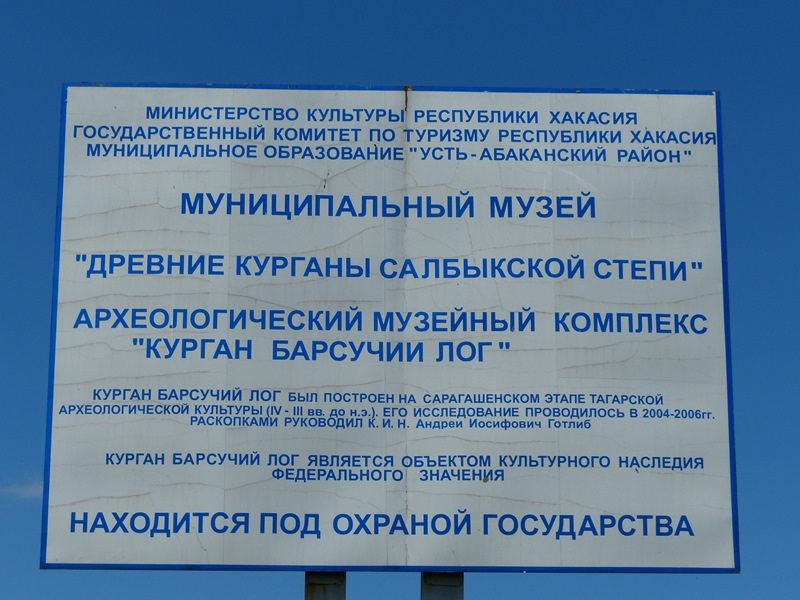 МИНИСТЕРСТВО КУЛЬТУРЫ РЕСПУБЛИКИ ХАКАСИЯ
ГОСУДАРСТВЕННЫЙ КОМИТЕТ ПО ТУРИЗМУ РЕСПУБЛИКИ ХАКАСИЯ
МУНИЦИПАЛЬНОЕ ОБРАЗОВАНИЕ "УСТЬ-АБАКАНСКИЙ РАЙОН"
МУНИЦИПАЛЬНЫЙ МУЗЕЙ
"ДРЕВНИЕ КУРГАНЫ САЛБЫКСКОЙ СТЕПИ"
АРХЕОЛОГИЧЕСКИЙ МУЗЕЙНЫЙ КОМПЛЕКС
"КУРГАН БАРСУЧИИ ЛОГ"
КУРГАН БАРСУЧИЙ ЛОГ БЫЛ ПОСТРОЕН НА САРАГАШЕНСКОМ ЭТАПЕ ТАГАРСКОЙ
АРХЕОЛОГИЧЕСКОЙ КУЛЬТУРЫ (IV - III вв. до н.э.). ЕГО ИССЛЕДОВАНИЕ ПРОВОДИЛОСЬ В 2004-2006гг.
РАСКОПКАМИ РУКОВОДИЛ К. И. Н. Андреи Иосифович Готлиб
КУРГАН БАРСУЧИЙ ЛОГ ЯВЛЯЕТСЯ ОБЪЕКТОМ КУЛЬТУРНОГО НАСЛЕДИЯ
ФЕДЕРАЛЬНОГО ЗНАЧЕНИЯ
НАХОДИТСЯ ПОД ОХРАНОЙ ГОСУДАРСТВА